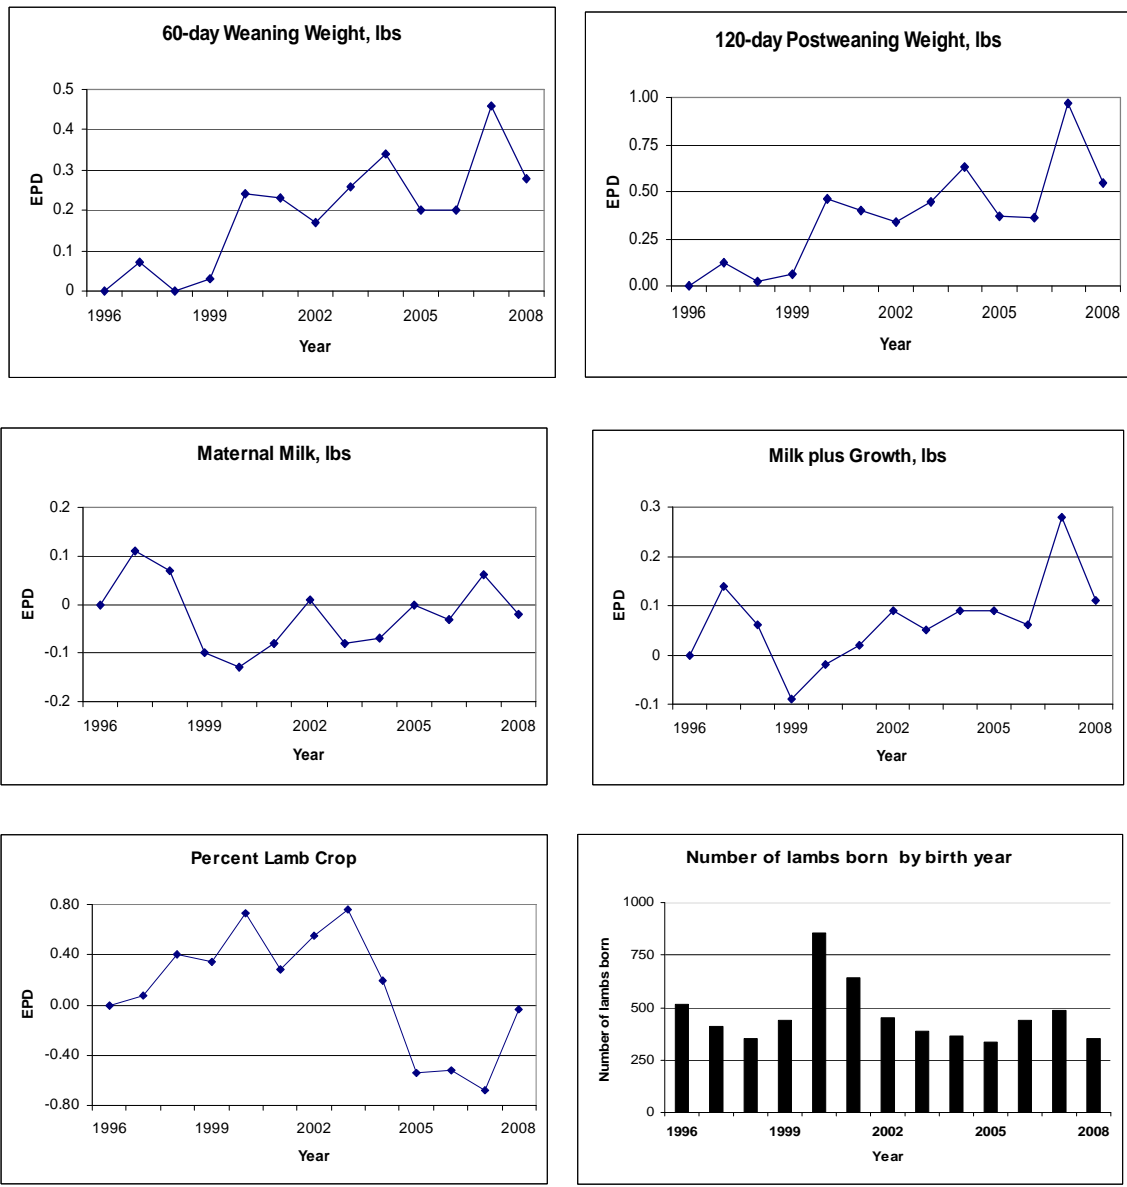 60-day Weaning Weight, lbs
0.5
0.4
0.3
0.2
0.1
0
EPD
1996 1999 2002 2005 2008
Year
120-day Postweaning Weight, lbs
1.00
0.75
0.50
0.25
0.00
EPD
1996 1999 2002 2005 2008
Year
Maternal Milk, lbs
0.2
0.1
0
-0.1
-0.2
EPD
1996 1999 2002 2005 2008
Year
Milk plus Growth, lbs
0.3
0.2
0.1
0
-0.1
EPD
1996 1999 2002 2005 2008
Year
Percent Lamb Crop
0.80
0.40
0.00
-0.40
-0.80
EPD
1996 1999 2002 2005 2008
Year
Number of lambs born by birth year
1000
750
500
250
0
Number of lambs born
1996 1999 2002 2005 2008
Year